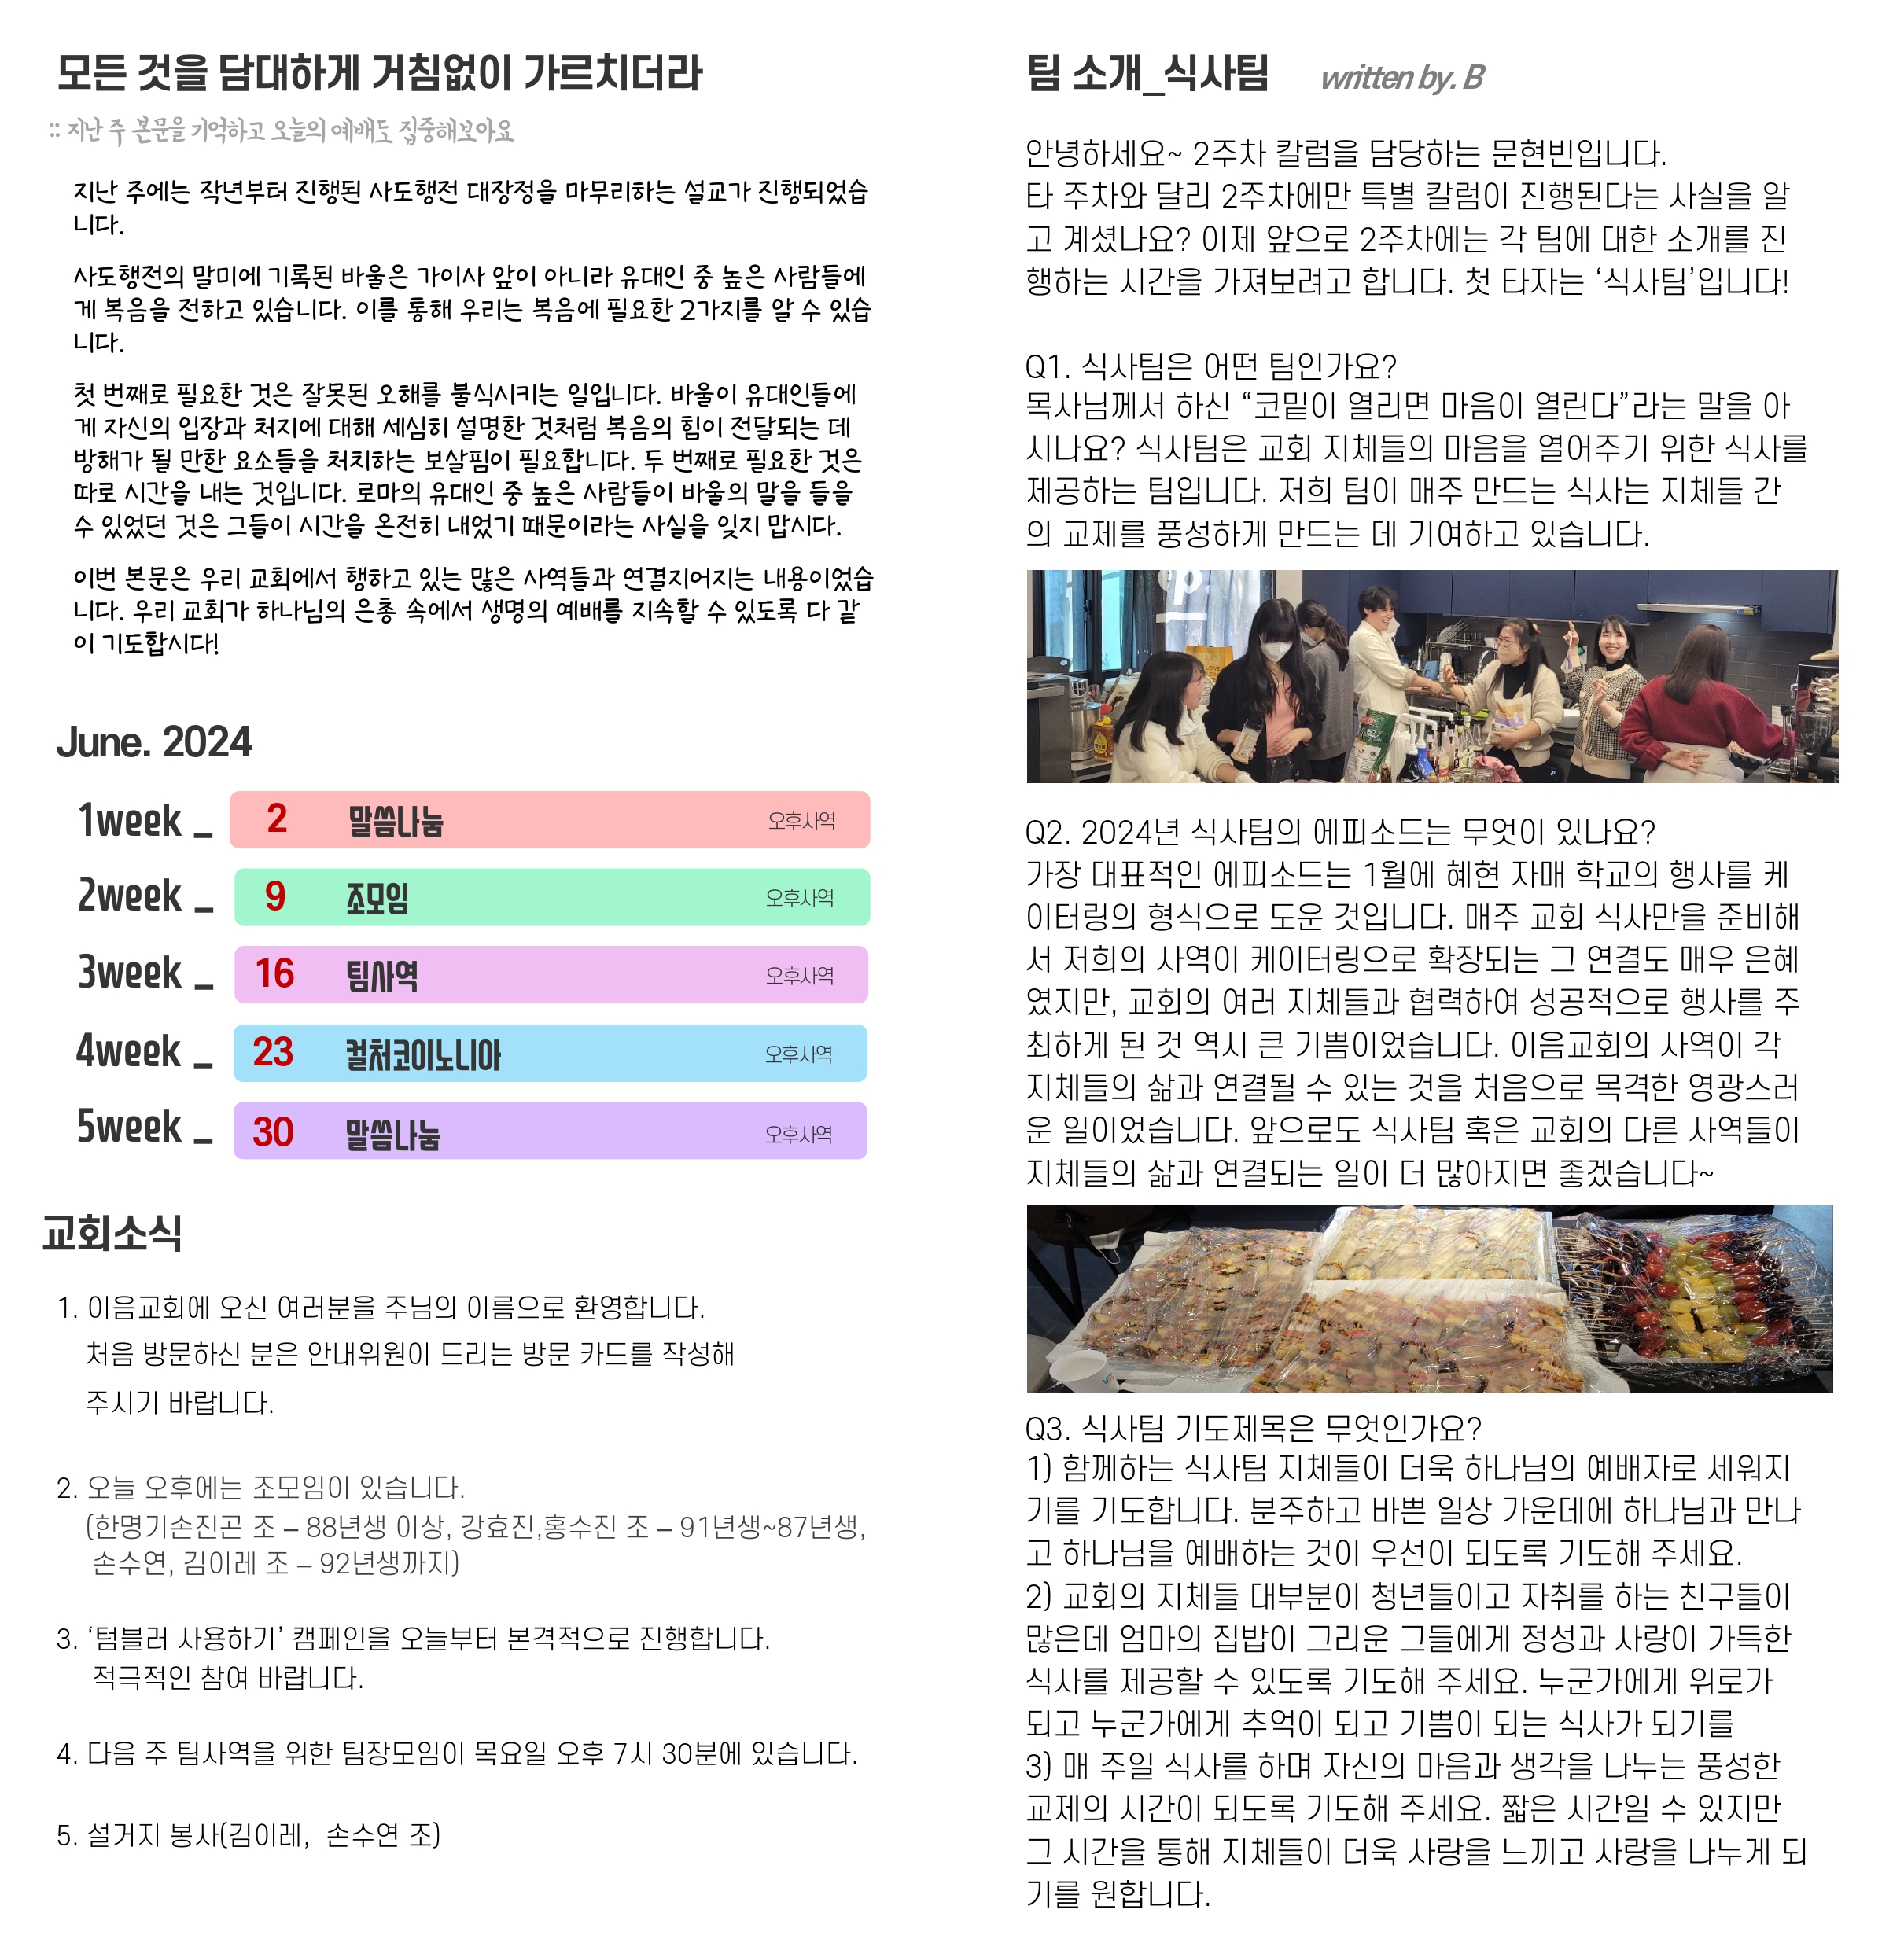 모든 것을 담대하게 거침없이 가르치더라
:: 지난 주 본문을 기억하고 오늘의 예배도 집중해보아요
지난 주에는 작년부터 진행된 사도행전 대장정을 마무리하는 설교가 진행되었습
니다.
사도행전의 말미에 기록된 바울은 가이사 앞이 아니라 유대인 중 높은 사람들에
게 복음을 전하고 있습니다. 이를 통해 우리는 복음에 필요한 2가지를 알 수 있습
니다.
첫 번째로 필요한 것은 잘못된 오해를 불식시키는 일입니다. 바울이 유대인들에
게 자신의 입장과 처지에 대해 세심히 설명한 것처럼 복음의 힘이 전달되는 데
방해가 될 만한 요소들을 처치하는 보살핌이 필요합니다. 두 번째로 필요한 것은
따로 시간을 내는 것입니다. 로마의 유대인 중 높은 사람들이 바울의 말을 들을
수 있었던 것은 그들이 시간을 온전히 내었기 때문이라는 사실을 잊지 맙시다.
이번 본문은 우리 교회에서 행하고 있는 많은 사역들과 연결지어지는 내용이었습
니다. 우리 교회가 하나님의 은총 속에서 생명의 예배를 지속할 수 있도록 다 같
이 기도합시다!
June. 2024
1week _ 2 말씀나눔 오후사역
2week _ 9 조모임 오후사역
3week _ 16 팀사역 오후사역
4week _ 23 컬처코이노니아 오후사역
5week _ 30 말씀나눔 오후사역
교회소식
1. 이음교회에 오신 여러분을 주님의 이름으로 환영합니다.
처음 방문하신 분은 안내위원이 드리는 방문 카드를 작성해
주시기 바랍니다.
2. 오늘 오후에는 조모임이 있습니다.
(한명기손진곤 조 – 88년생 이상, 강효진,홍수진 조 – 91년생~87년생,
손수연, 김이레 조 – 92년생까지)
3. ‘텀블러 사용하기’ 캠페인을 오늘부터 본격적으로 진행합니다.
적극적인 참여 바랍니다.
4. 다음 주 팀사역을 위한 팀장모임이 목요일 오후 7시 30분에 있습니다.
5. 설거지 봉사(김이레,  손수연 조)
팀 소개_식사팀 written by. B
안녕하세요~ 2주차 칼럼을 담당하는 문현빈입니다.
타 주차와 달리 2주차에만 특별 칼럼이 진행된다는 사실을 알
고 계셨나요? 이제 앞으로 2주차에는 각 팀에 대한 소개를 진
행하는 시간을 가져보려고 합니다. 첫 타자는 ‘식사팀’입니다!
Q1. 식사팀은 어떤 팀인가요?
목사님께서 하신 “코밑이 열리면 마음이 열린다”라는 말을 아
시나요? 식사팀은 교회 지체들의 마음을 열어주기 위한 식사를
제공하는 팀입니다. 저희 팀이 매주 만드는 식사는 지체들 간
의 교제를 풍성하게 만드는 데 기여하고 있습니다.
Q2. 2024년 식사팀의 에피소드는 무엇이 있나요?
가장 대표적인 에피소드는 1월에 혜현 자매 학교의 행사를 케
이터링의 형식으로 도운 것입니다. 매주 교회 식사만을 준비해
서 저희의 사역이 케이터링으로 확장되는 그 연결도 매우 은혜
였지만, 교회의 여러 지체들과 협력하여 성공적으로 행사를 주
최하게 된 것 역시 큰 기쁨이었습니다. 이음교회의 사역이 각
지체들의 삶과 연결될 수 있는 것을 처음으로 목격한 영광스러
운 일이었습니다. 앞으로도 식사팀 혹은 교회의 다른 사역들이
지체들의 삶과 연결되는 일이 더 많아지면 좋겠습니다~
Q3. 식사팀 기도제목은 무엇인가요?
1) 함께하는 식사팀 지체들이 더욱 하나님의 예배자로 세워지
기를 기도합니다. 분주하고 바쁜 일상 가운데에 하나님과 만나
고 하나님을 예배하는 것이 우선이 되도록 기도해 주세요.
2) 교회의 지체들 대부분이 청년들이고 자취를 하는 친구들이
많은데 엄마의 집밥이 그리운 그들에게 정성과 사랑이 가득한
식사를 제공할 수 있도록 기도해 주세요. 누군가에게 위로가
되고 누군가에게 추억이 되고 기쁨이 되는 식사가 되기를
3) 매 주일 식사를 하며 자신의 마음과 생각을 나누는 풍성한
교제의 시간이 되도록 기도해 주세요. 짧은 시간일 수 있지만
그 시간을 통해 지체들이 더욱 사랑을 느끼고 사랑을 나누게 되
기를 원합니다.